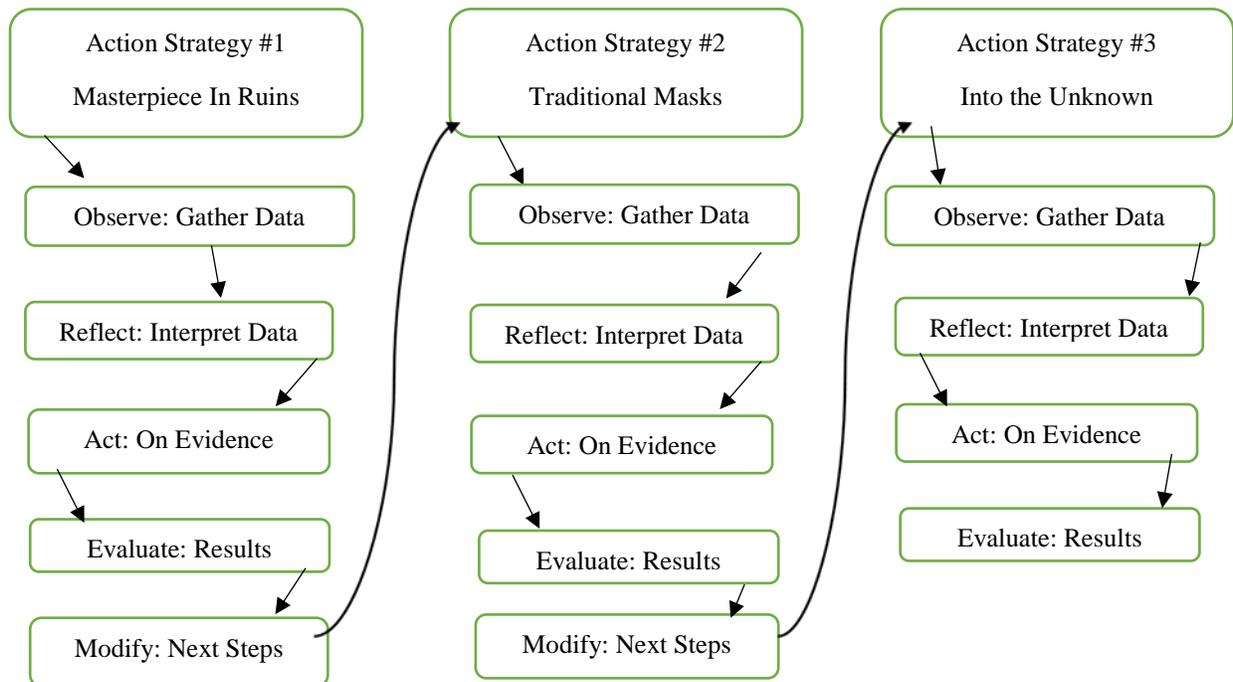 Action Strategy #1
Masterpiece In Ruins
Observe: Gather Data
Reflect: Interpret Data
Act: On Evidence
Evaluate: Results
Modify: Next Steps
Action Strategy #2
Traditional Masks
Observe: Gather Data
Reflect: Interpret Data
Act: On Evidence
Evaluate: Results
Modify: Next Steps
Action Strategy #3
Into the Unknown
Observe: Gather Data
Reflect: Interpret Data
Act: On Evidence
Evaluate: Results